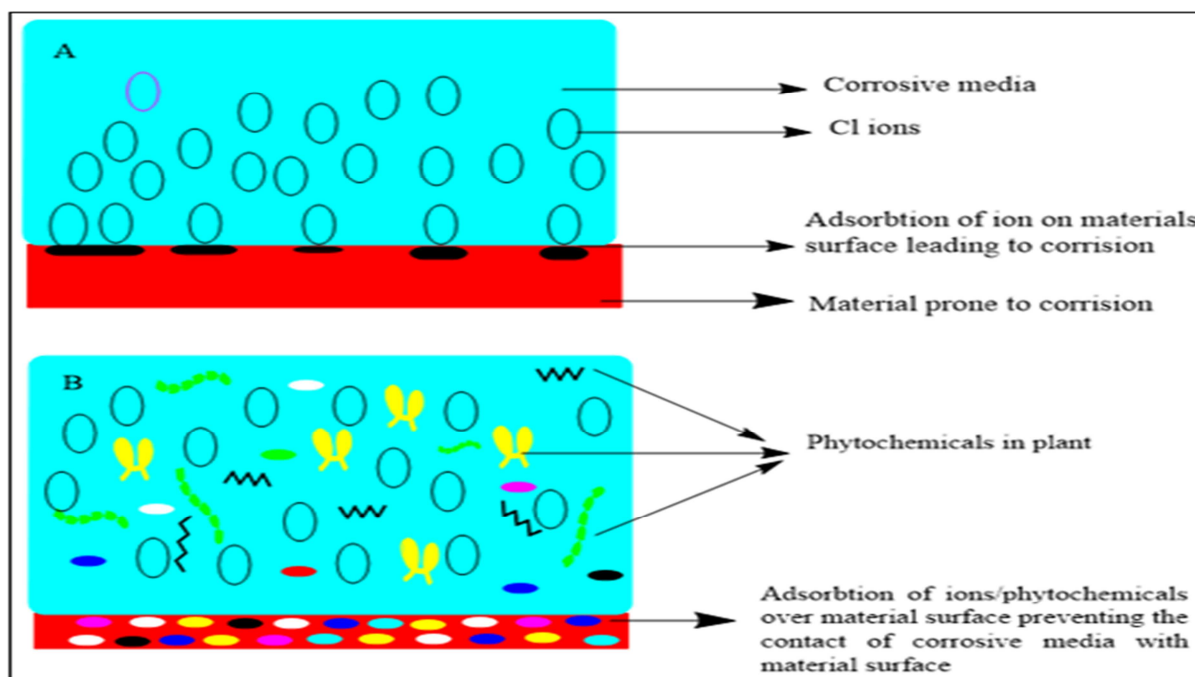 A
Corrosive media
Cl ions
Adsorbtion of ion on materials
surface leading to corrision
Material prone to corrision
B
Phytochemicals in plant
Adsorbtion of ions/phytochemicals
over material surface preventing the
contact of corrosive media with
material surface